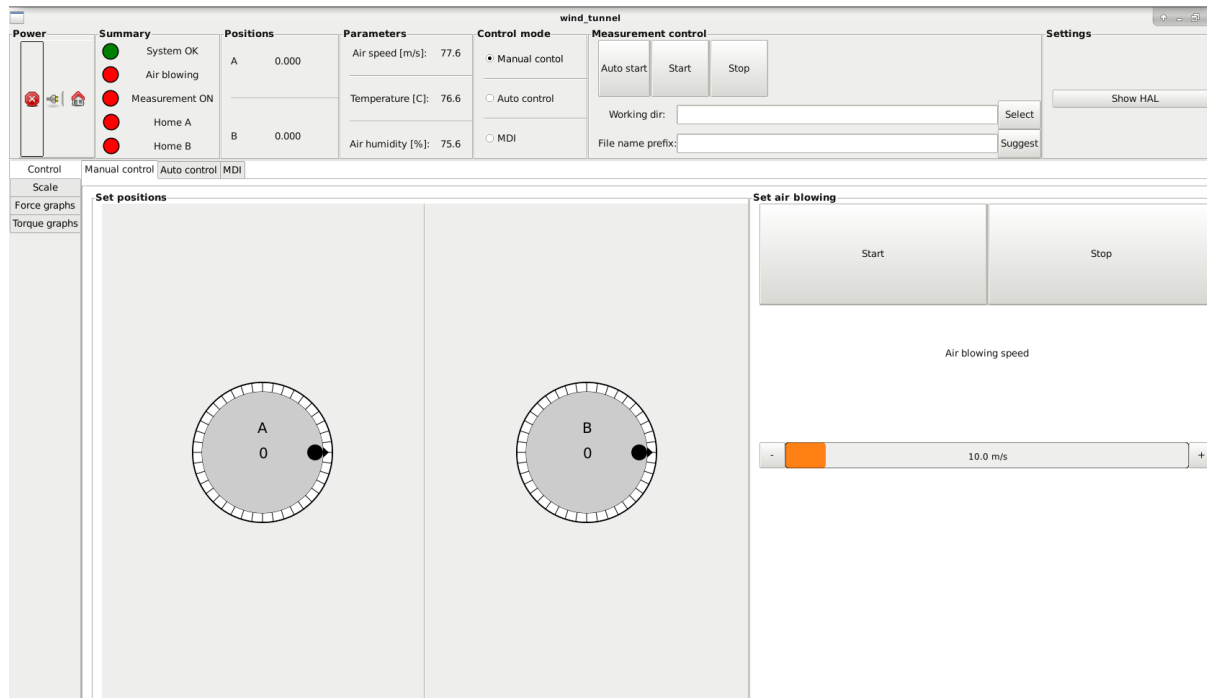 wind_tunnel
Power
Summary
System OK
Air blowing
Measurement ON
Home A
Home B
Positions
A 0.000
B 0.000
Parameters
Air speed [m/s]: 77.6
Temperature [C]: 76.6
Air humidity [%]: 75.6
Control mode
Manual contol
Auto control
MDI
Measurement control
Auto start Start Stop
Working dir: Select
File name prefix: Suggest
Settings
Show HAL
Control
Scale
Force graphs
Torque graphs
Manual control Auto control MDI
Set positions
A
0
B
0
Set air blowing
Start Stop
Air blowing speed
- 10.0 m/s +